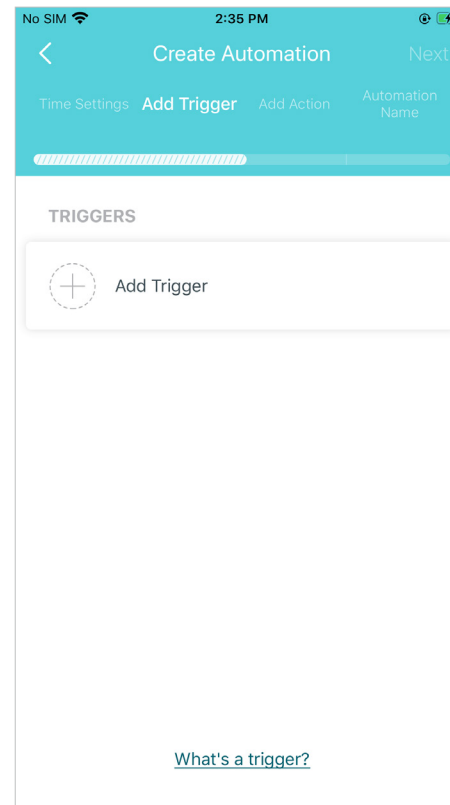 No SIM 2:35 PM
Create Automation Next
Time Settings Add Trigger Add Action Automation Name
TRIGGERS
Add Trigger
What's a trigger?